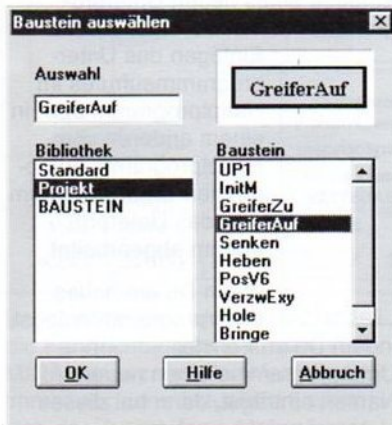 Baustein auswählen
Auswahl
GreiferAuf
GreiferAuf
Bibliothek
Standard
Projekt
BAUSTEIN
Baustein
UP1
InitM
GreiferZu
GreiferAuf
Senken
Heben
PosV6
VerzwExy
Hole
Bringe
OK
Hilfe
Abbruch